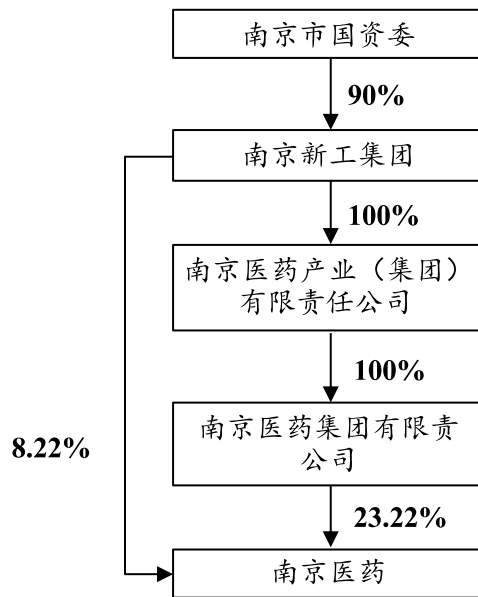 南京市国资委
90%
南京新工集团
100%
南京医药产业（集团）
有限责任公司
100%
南京医药集团有限责
公司
8.22%
23.22%
南京医药